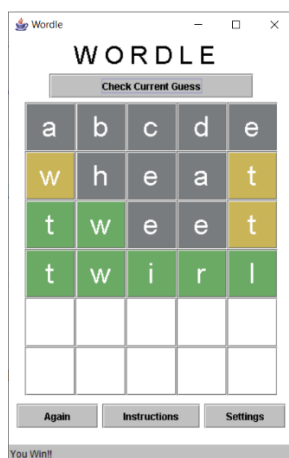 Wordle
WORDLE
Check Current Guess
a b c d e
w h e a t
t w e e t
t w i r l
Again Instructions Settings
You Win!!